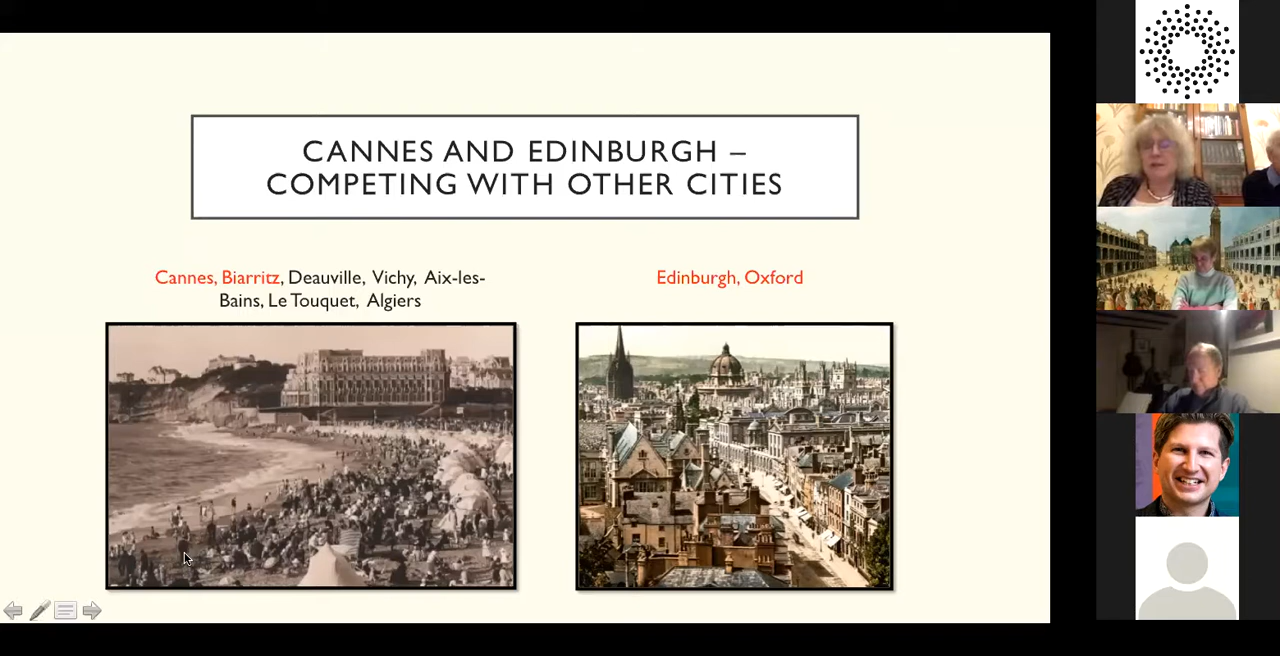 CANNES AND EDINBURGH –
COMPETING WITH OTHER CITIES
Cannes, Biarritz, Deauville, Vichy, Aix-les-
Bains, Le Touquet, Algiers
Edinburgh, Oxford